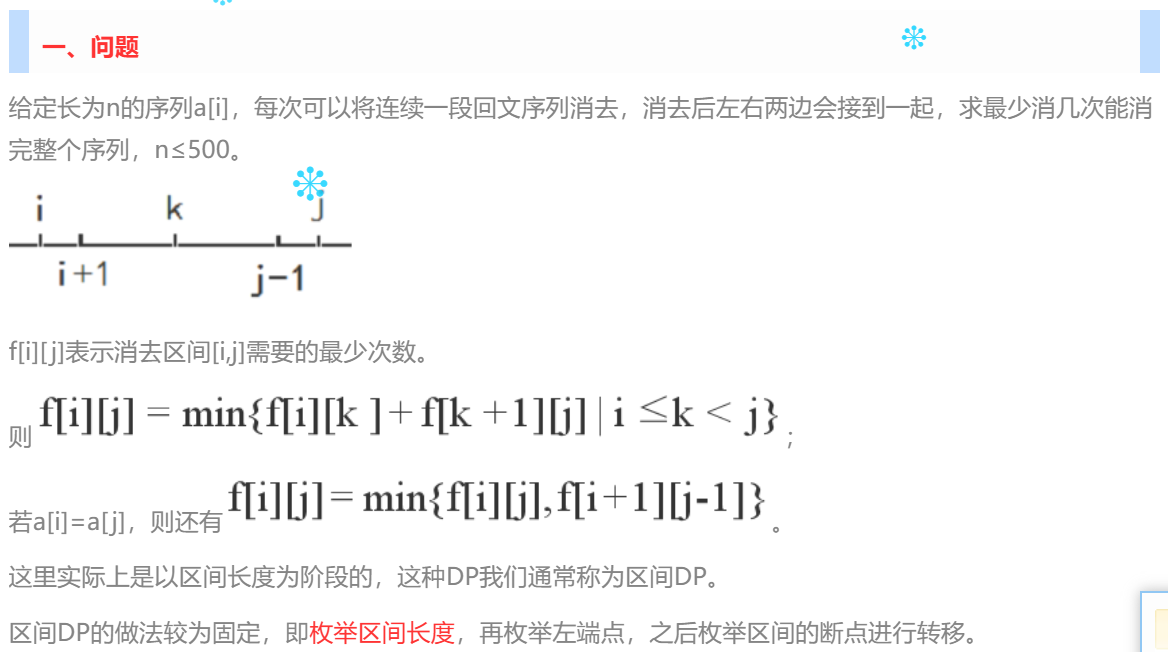 一、问题
给定长为n的序列a[i]，每次可以将连续一段回文序列消去，消去后左右两边会接到一起，求最少消几次能消
完整个序列，n≤500。
i k j
i+1 j-1
f[i][j]表示消去区间[i,j]需要的最少次数。
则 f[i][j] = min{f[i][k ]+ f[k +1][j] | i ≤k < j} ;
若a[i]=a[j]，则还有 f[i][j]= min{f[i][j],f[i+1][j-1]} 。
这里实际上是以区间长度为阶段的，这种DP我们通常称为区间DP。
区间DP的做法较为固定，即枚举区间长度，再枚举左端点，之后枚举区间的断点进行转移。